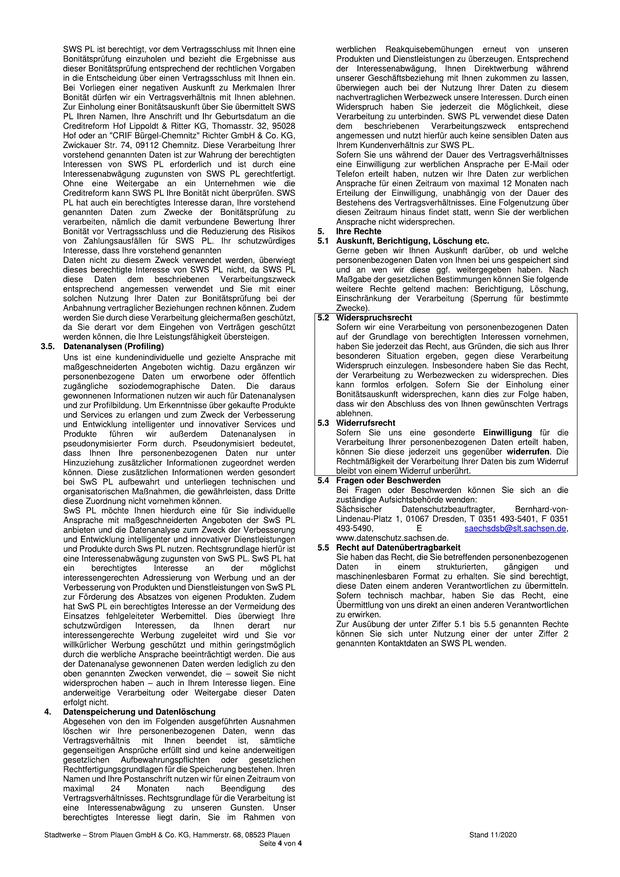 SWS PL ist berechtigt, vor dem Vertragsschluss mit Ihnen eine
Bonitätsprüfung einzuholen und bezieht die Ergebnisse aus
dieser Bonitätsprüfung entsprechend der rechtlichen Vorgaben
in die Entscheidung über einen Vertragsschluss mit Ihnen ein.
Bei Vorliegen einer negativen Auskunft zu Merkmalen Ihrer
Bonität dürfen wir ein Vertragsverhältnis mit Ihnen ablehnen.
Zur Einholung einer Bonitätsauskunft über Sie übermittelt SWS
PL Ihren Namen, Ihre Anschrift und Ihr Geburtsdatum an die
Creditreform Hof Lippoldt & Ritter KG, Thomasstr. 32, 95028
Hof oder an "CRIF Bürgel-Chemnitz" Richter GmbH & Co. KG,
Zwickauer Str. 74, 09112 Chemnitz. Diese Verarbeitung Ihrer
vorstehend genannten Daten ist zur Wahrung der berechtigten
Interessen von SWS PL erforderlich und ist durch eine
Interessenabwägung zugunsten von SWS PL gerechtfertigt.
Ohne eine Weitergabe an ein Unternehmen wie die
Creditreform kann SWS PL Ihre Bonität nicht überprüfen. SWS
PL hat auch ein berechtigtes Interesse daran, Ihre vorstehend
genannten Daten zum Zwecke der Bonitätsprüfung zu
verarbeiten, nämlich die damit verbundene Bewertung Ihrer
Bonität vor Vertragsschluss und die Reduzierung des Risikos
von Zahlungsausfällen für SWS PL. Ihr schutzwürdiges
Interesse, dass Ihre vorstehend genannten
Daten nicht zu diesem Zweck verwendet werden, überwiegt
dieses berechtigte Interesse von SWS PL nicht, da SWS PL
diese Daten dem beschriebenen Verarbeitungszweck
entsprechend angemessen verwendet und Sie mit einer
solchen Nutzung Ihrer Daten zur Bonitätsprüfung bei der
Anbahnung vertraglicher Beziehungen rechnen können. Zudem
werden Sie durch diese Verarbeitung gleichermaßen geschützt,
da Sie derart vor dem Eingehen von Verträgen geschützt
werden können, die Ihre Leistungsfähigkeit übersteigen.
3.5. Datenanalysen (Profiling)
Uns ist eine kundenindividuelle und gezielte Ansprache mit
maßgeschneiderten Angeboten wichtig. Dazu ergänzen wir
personenbezogene Daten um erworbene oder öffentlich
zugängliche soziodemographische Daten. Die daraus
gewonnenen Informationen nutzen wir auch für Datenanalysen
und zur Profilbildung. Um Erkenntnisse über gekaufte Produkte
und Services zu erlangen und zum Zweck der Verbesserung
und Entwicklung intelligenter und innovativer Services und
Produkte führen wir außerdem Datenanalysen in
pseudonymisierter Form durch. Pseudonymisiert bedeutet,
dass Ihnen Ihre personenbezogenen Daten nur unter
Hinzuziehung zusätzlicher Informationen zugeordnet werden
können. Diese zusätzlichen Informationen werden gesondert
bei SwS PL aufbewahrt und unterliegen technischen und
organisatorischen Maßnahmen, die gewährleisten, dass Dritte
diese Zuordnung nicht vornehmen können.
SwS PL möchte Ihnen hierdurch eine für Sie individuelle
Ansprache mit maßgeschneiderten Angeboten der SwS PL
anbieten und die Datenanalyse zum Zweck der Verbesserung
und Entwicklung intelligenter und innovativer Dienstleistungen
und Produkte durch Sws PL nutzen. Rechtsgrundlage hierfür ist
eine Interessenabwägung zugunsten von SwS PL. SwS PL hat
ein berechtigtes Interesse an der möglichst
interessengerechten Adressierung von Werbung und an der
Verbesserung von Produkten und Dienstleistungen von SwS PL
zur Förderung des Absatzes von eigenen Produkten. Zudem
hat SwS PL ein berechtigtes Interesse an der Vermeidung des
Einsatzes fehlgeleiteter Werbemittel. Dies überwiegt Ihre
schutzwürdigen Interessen, da Ihnen derart nur
interessengerechte Werbung zugeleitet wird und Sie vor
willkürlicher Werbung geschützt und mithin geringstmöglich
durch die werbliche Ansprache beeinträchtigt werden. Die aus
der Datenanalyse gewonnenen Daten werden lediglich zu den
oben genannten Zwecken verwendet, die – soweit Sie nicht
widersprochen haben – auch in Ihrem Interesse liegen. Eine
anderweitige Verarbeitung oder Weitergabe dieser Daten
erfolgt nicht.
4. Datenspeicherung und Datenlöschung
Abgesehen von den im Folgenden ausgeführten Ausnahmen
löschen wir Ihre personenbezogenen Daten, wenn das
Vertragsverhältnis mit Ihnen beendet ist, sämtliche
gegenseitigen Ansprüche erfüllt sind und keine anderweitigen
gesetzlichen Aufbewahrungspflichten oder gesetzlichen
Rechtfertigungsgrundlagen für die Speicherung bestehen. Ihren
Namen und Ihre Postanschrift nutzen wir für einen Zeitraum von
maximal 24 Monaten nach Beendigung des
Vertragsverhältnisses. Rechtsgrundlage für die Verarbeitung ist
eine Interessenabwägung zu unseren Gunsten. Unser
berechtigtes Interesse liegt darin, Sie im Rahmen von
werblichen Reakquisebemühungen erneut von unseren
Produkten und Dienstleistungen zu überzeugen. Entsprechend
der Interessenabwägung, Ihnen Direktwerbung während
unserer Geschäftsbeziehung mit Ihnen zukommen zu lassen,
überwiegen auch bei der Nutzung Ihrer Daten zu diesem
nachvertraglichen Werbezweck unsere Interessen. Durch einen
Widerspruch haben Sie jederzeit die Möglichkeit, diese
Verarbeitung zu unterbinden. SWS PL verwendet diese Daten
dem beschriebenen Verarbeitungszweck entsprechend
angemessen und nutzt hierfür auch keine sensiblen Daten aus
Ihrem Kundenverhältnis zur SWS PL.
Sofern Sie uns während der Dauer des Vertragsverhältnisses
eine Einwilligung zur werblichen Ansprache per E-Mail oder
Telefon erteilt haben, nutzen wir Ihre Daten zur werblichen
Ansprache für einen Zeitraum von maximal 12 Monaten nach
Erteilung der Einwilligung, unabhängig von der Dauer des
Bestehens des Vertragsverhältnisses. Eine Folgenutzung über
diesen Zeitraum hinaus findet statt, wenn Sie der werblichen
Ansprache nicht widersprechen.
5. Ihre Rechte
5.1 Auskunft, Berichtigung, Löschung etc.
Gerne geben wir Ihnen Auskunft darüber, ob und welche
personenbezogenen Daten von Ihnen bei uns gespeichert sind
und an wen wir diese ggf. weitergegeben haben. Nach
Maßgabe der gesetzlichen Bestimmungen können Sie folgende
weitere Rechte geltend machen: Berichtigung, Löschung,
Einschränkung der Verarbeitung (Sperrung für bestimmte
Zwecke).
5.2 Widerspruchsrecht
Sofern wir eine Verarbeitung von personenbezogenen Daten
auf der Grundlage von berechtigten Interessen vornehmen,
haben Sie jederzeit das Recht, aus Gründen, die sich aus Ihrer
besonderen Situation ergeben, gegen diese Verarbeitung
Widerspruch einzulegen. Insbesondere haben Sie das Recht,
der Verarbeitung zu Werbezwecken zu widersprechen. Dies
kann formlos erfolgen. Sofern Sie der Einholung einer
Bonitätsauskunft widersprechen, kann dies zur Folge haben,
dass wir den Abschluss des von Ihnen gewünschten Vertrags
ablehnen.
5.3 Widerrufsrecht
Sofern Sie uns eine gesonderte Einwilligung für die
Verarbeitung Ihrer personenbezogenen Daten erteilt haben,
können Sie diese jederzeit uns gegenüber widerrufen. Die
Rechtmäßigkeit der Verarbeitung Ihrer Daten bis zum Widerruf
bleibt von einem Widerruf unberührt.
5.4 Fragen oder Beschwerden
Bei Fragen oder Beschwerden können Sie sich an die
zuständige Aufsichtsbehörde wenden:
Sächsischer Datenschutzbeauftragter, Bernhard-von-
Lindenau-Platz 1, 01067 Dresden, T 0351 493-5401, F 0351
493-5490, E saechsdsb@slt.sachsen.de,
www.datenschutz.sachsen.de.
5.5 Recht auf Datenübertragbarkeit
Sie haben das Recht, die Sie betreffenden personenbezogenen
Daten in einem strukturierten, gängigen und
maschinenlesbaren Format zu erhalten. Sie sind berechtigt,
diese Daten einem anderen Verantwortlichen zu übermitteln.
Sofern technisch machbar, haben Sie das Recht, eine
Übermittlung von uns direkt an einen anderen Verantwortlichen
zu erwirken.
Zur Ausübung der unter Ziffer 5.1 bis 5.5 genannten Rechte
können Sie sich unter Nutzung einer der unter Ziffer 2
genannten Kontaktdaten an SWS PL wenden.
Stadtwerke – Strom Plauen GmbH & Co. KG, Hammerstr. 68, 08523 Plauen Stand 11/2020
Seite 4 von 4